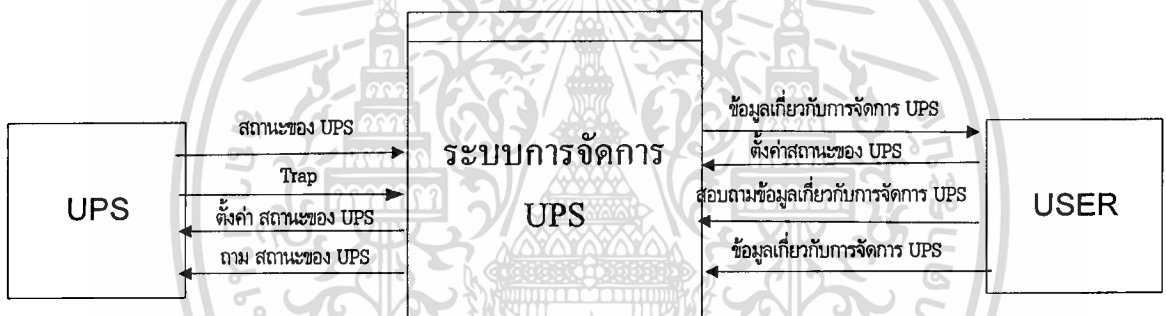 UPS
สถานะของ UPS
Trap
ตั้งค่า สถานะของ UPS
ถาม สถานะของ UPS
ระบบการจัดการ
UPS
ข้อมูลเกี่ยวกับการจัดการ UPS
ตั้งค่าสถานะของ UPS
สอบถามข้อมูลเกี่ยวกับการจัดการ UPS
ข้อมูลเกี่ยวกับการจัดการ UPS
USER